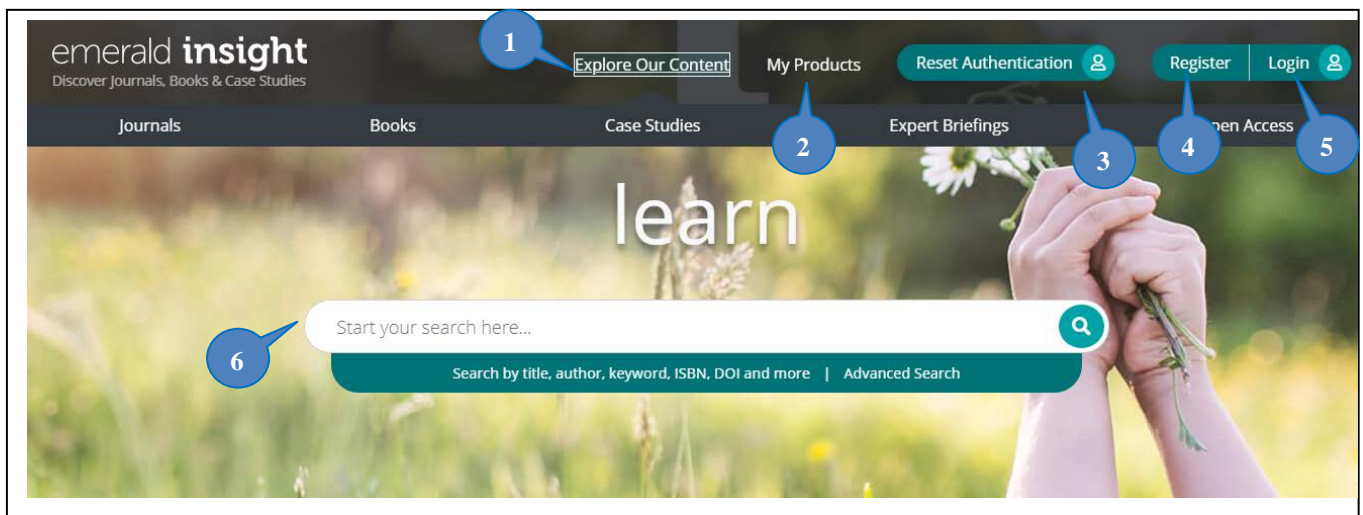 emerald insight
Discover Journals, Books & Case Studies
1
Explore Our Content
My Products
Reset Authentication
Register
Login
Journals
Books
Case Studies
Expert Briefings
pen Access
2
3
4
5
learn
Start your search here...
6
Search by title, author, keyword, ISBN, DOI and more | Advanced Search